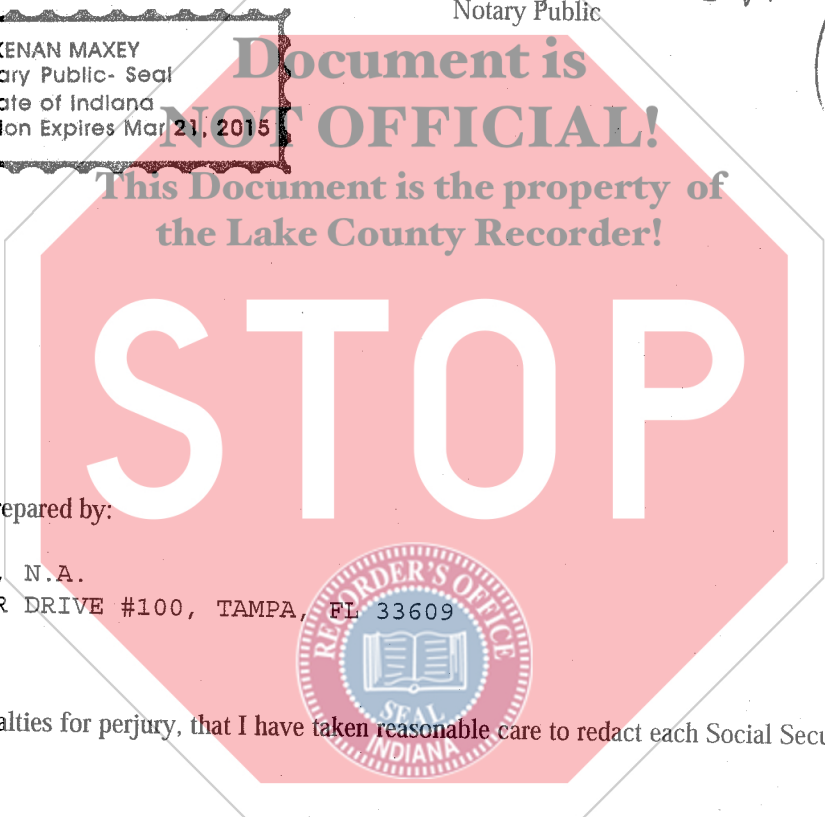 Notary Public
KENAN MAXEY
ary Public- Seal
ate of Indiana
ion Expires Mar 21, 2015
Document is
NOT OFFICIAL!
This Document is the property of
the Lake County Recorder!
STOP
epared by:
, N.A.
R DRIVE #100, TAMPA, FL 33609
RECORDER'S OFFICE
SEAL
INDIANA
alties for perjury, that I have taken reasonable care to redact each Social Secu